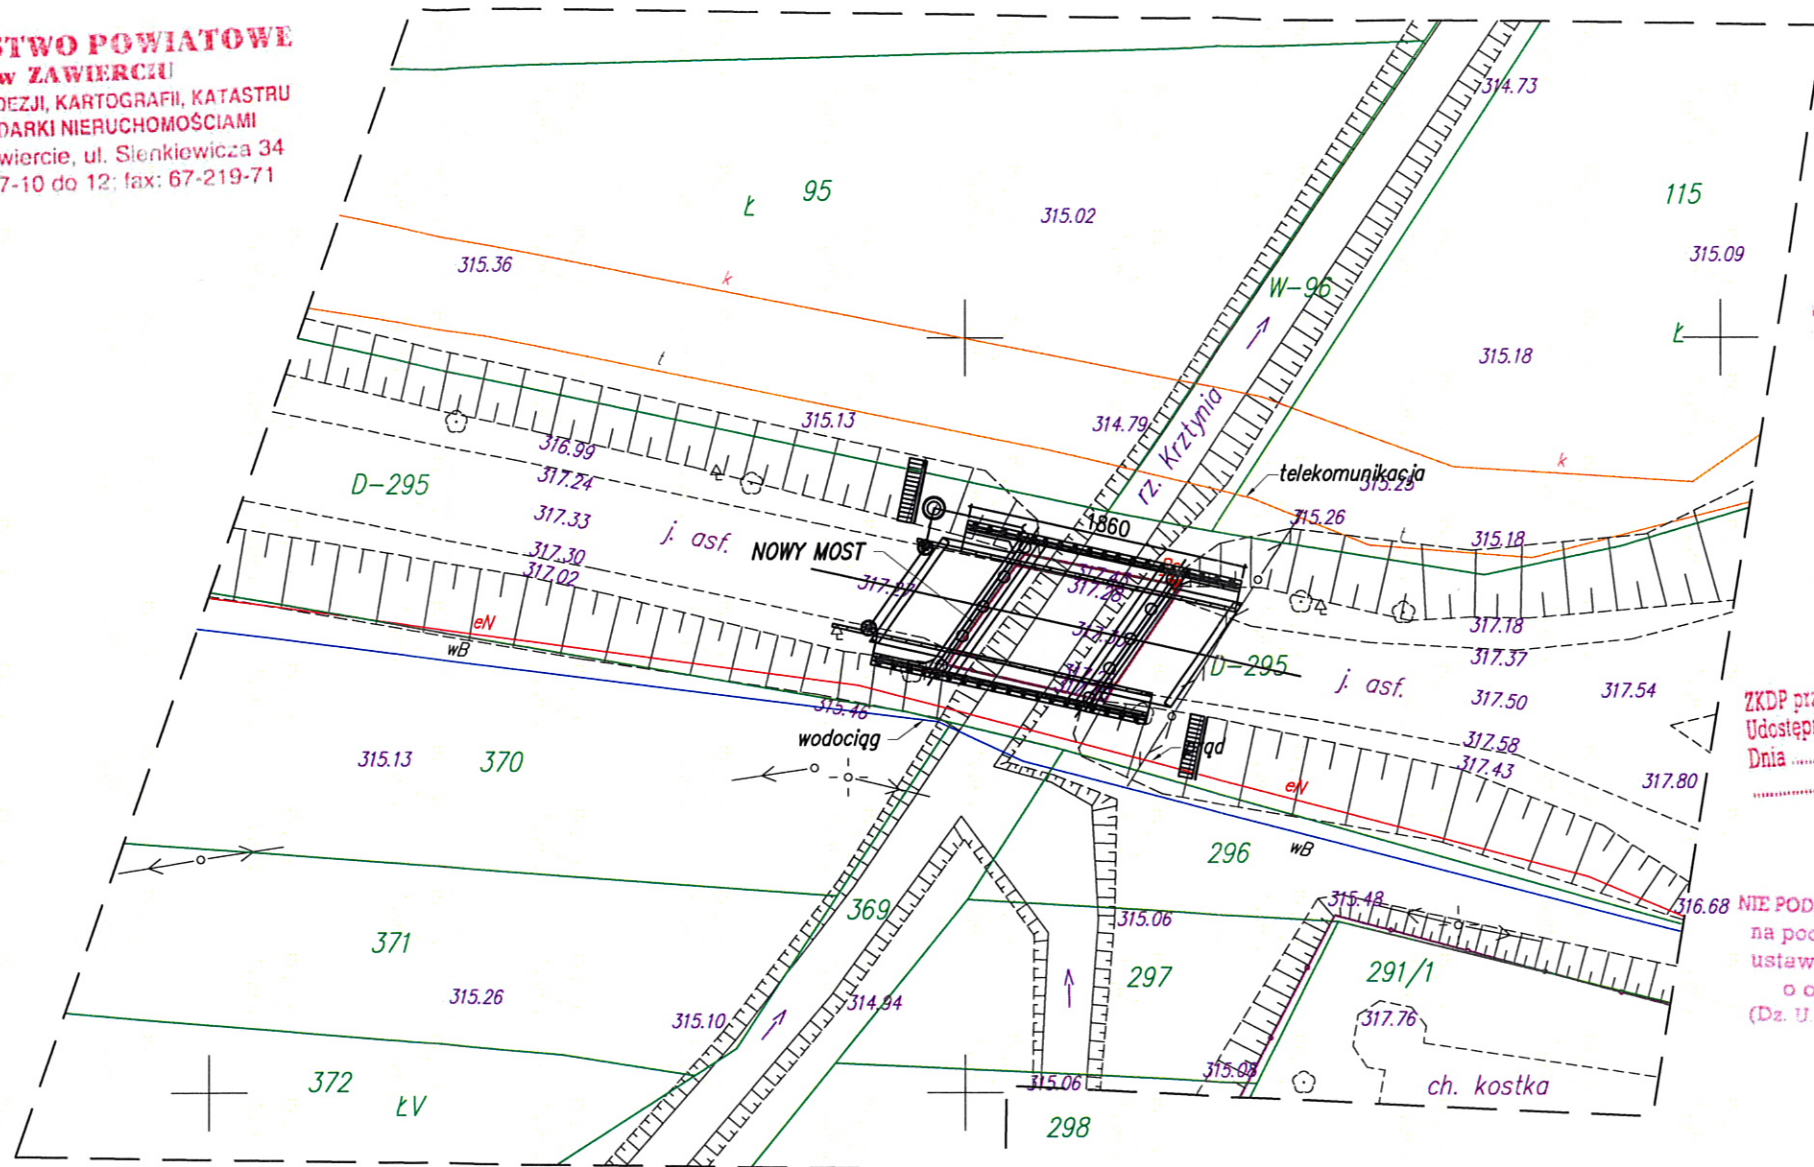 STWO POWIATOWE
w ZAWIERCIU
DEZJI, KARTOGRAFII, KATASTRU
DARKI NIERUCHOMOŚCIAMI
wiercie, ul. Sienkiewicza 34
7-10 do 12; fax: 67-219-71
314.73
95
Ł
115
315.02
315.09
315.36
k
W-96
Ł
315.18
t
rz. Krztynia
315.13
314.79
316.99
k
telekomunikacja
D-295
317.24
315.26
1860
317.33
j. asf.
t
315.18
NOWY MOST
317.30
317.02
317.28
eN
317.18
wB
317.37
D-295
j. asf.
317.54
317.50
315.46
wodociąg
317.58
315.13
370
317.43
317.80
eN
ZKDP prz
Udostępn
Dnia
296
wB
369
315.48
316.68
NIE POD
315.06
na pod
371
297
291/1
ustaw
315.26
314.94
o o
315.10
317.76
(Dz. U.
372
315.06
315.08
ch. kostka
ŁV
298